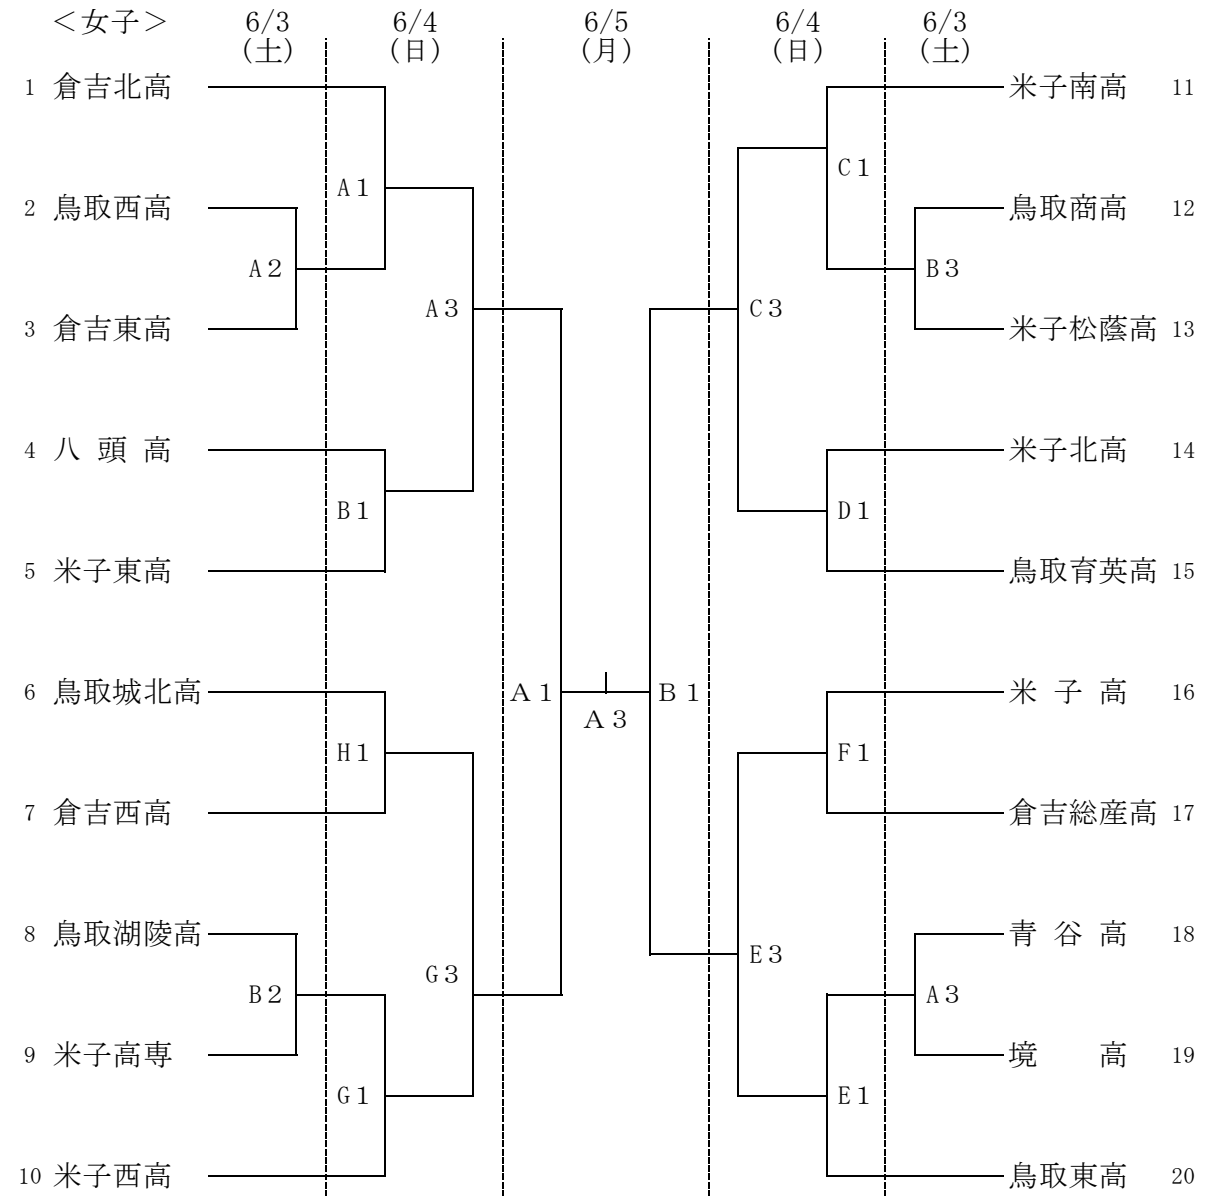 ＜女子＞ 6/3 6/4 6/5 6/4 6/3
(土) (日) (月) (日) (土)
1 倉吉北高 米子南高 11
C1
A1
2 鳥取西高 鳥取商高 12
A2 B3
A3 C3
3 倉吉東高 米子松蔭高 13
4 八 頭 高 米子北高 14
B1 D1
5 米子東高 鳥取育英高 15
6 鳥取城北高 A1 B1 米 子 高 16
A3
H1 F1
7 倉吉西高 倉吉総産高 17
8 鳥取湖陵高 青 谷 高 18
E3
G3
B2 A3
9 米子高専 境 高 19
G1 E1
10 米子西高 鳥取東高 20